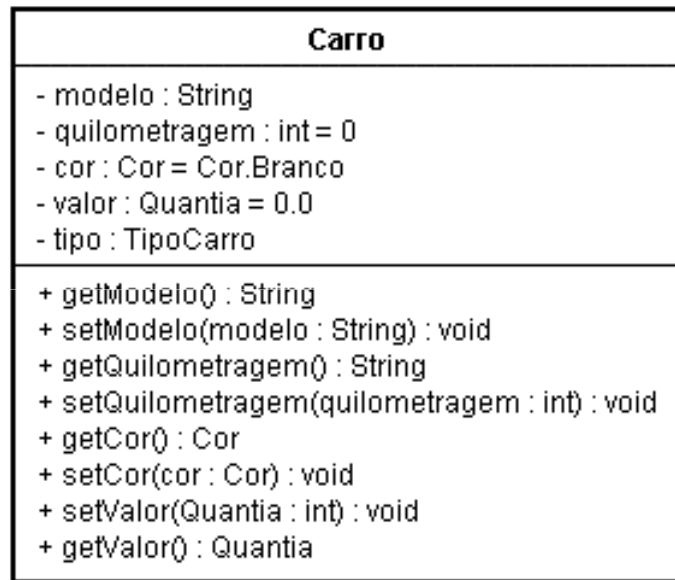 Carro
- modelo : String
- quilometragem : int = 0
- cor : Cor = Cor.Branco
- valor : Quantia = 0.0
- tipo : TipoCarro
+ getModelo() : String
+ setModelo(modelo : String) : void
+ getQuilometragem() : String
+ setQuilometragem(quilometragem : int) : void
+ getCor() : Cor
+ setCor(cor : Cor) : void
+ setValor(Quantia : int) : void
+ getValor() : Quantia